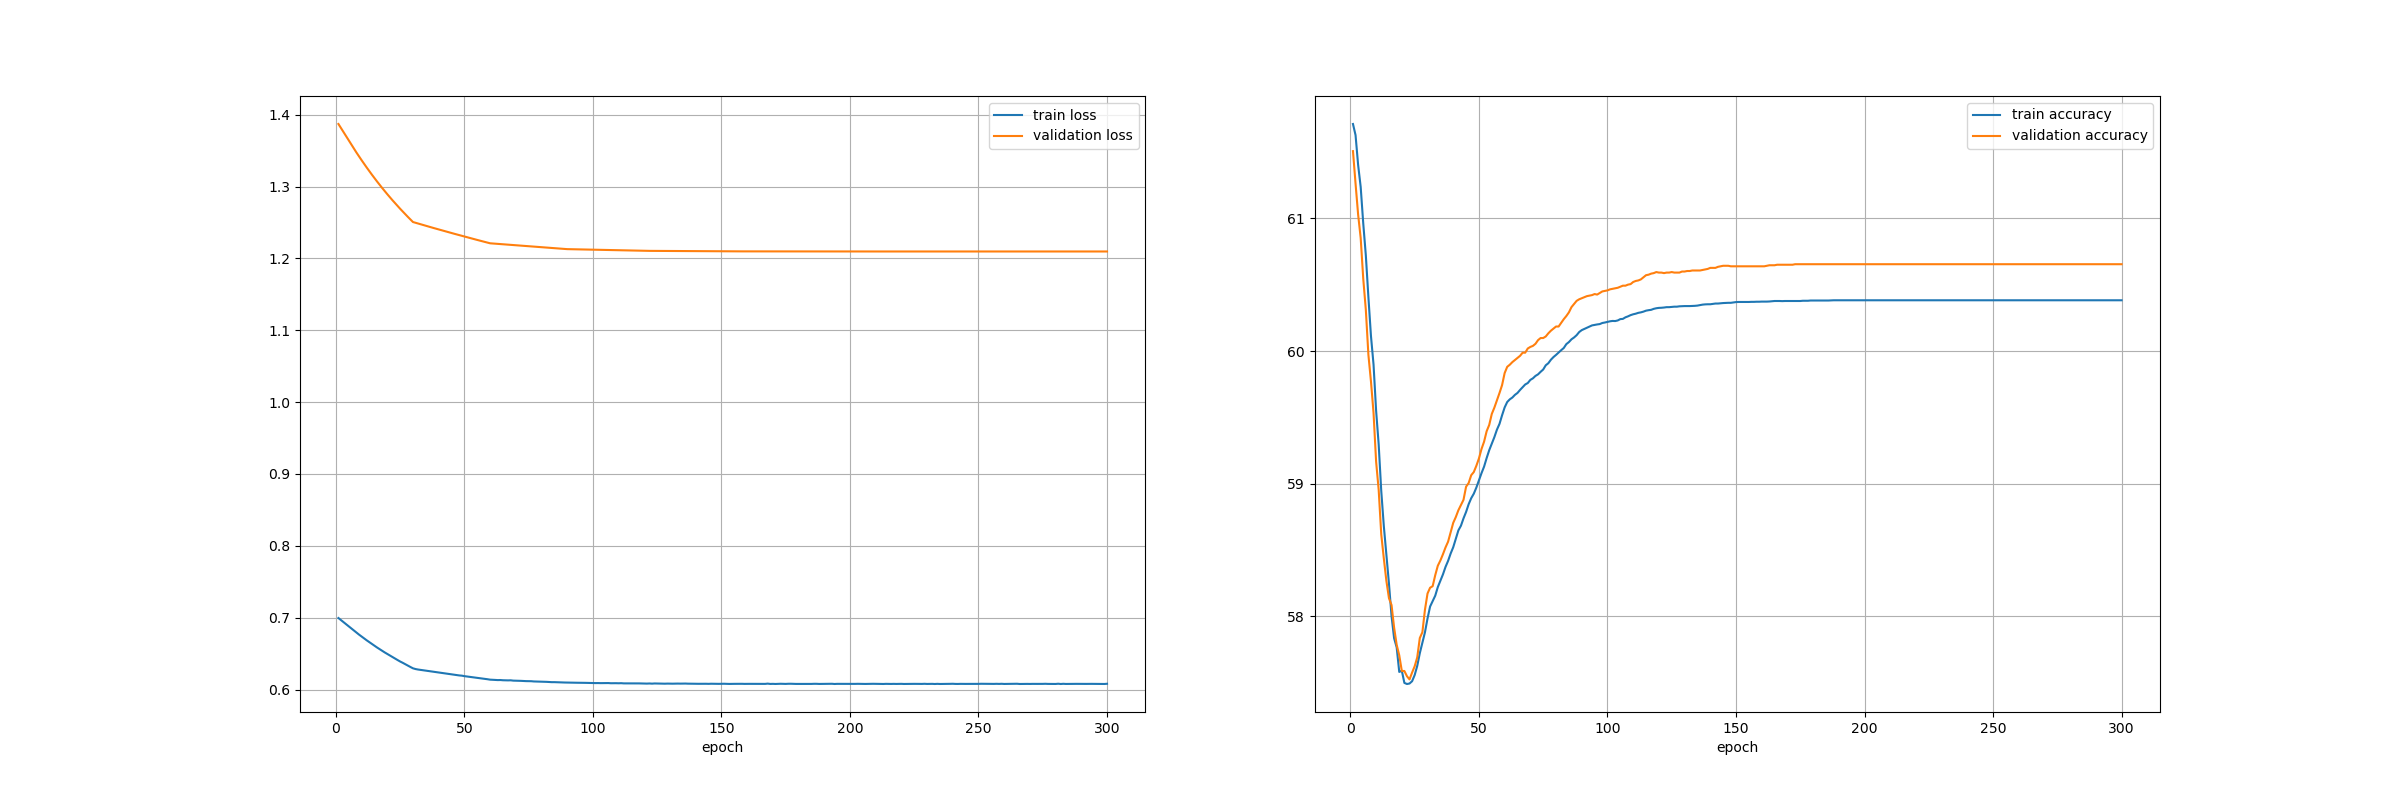 train loss
validation loss
1.4
1.3
1.2
1.1
1.0
0.9
0.8
0.7
0.6
0 50 100 150 200 250 300
epoch
train accuracy
validation accuracy
61
60
59
58
0 50 100 150 200 250 300
epoch